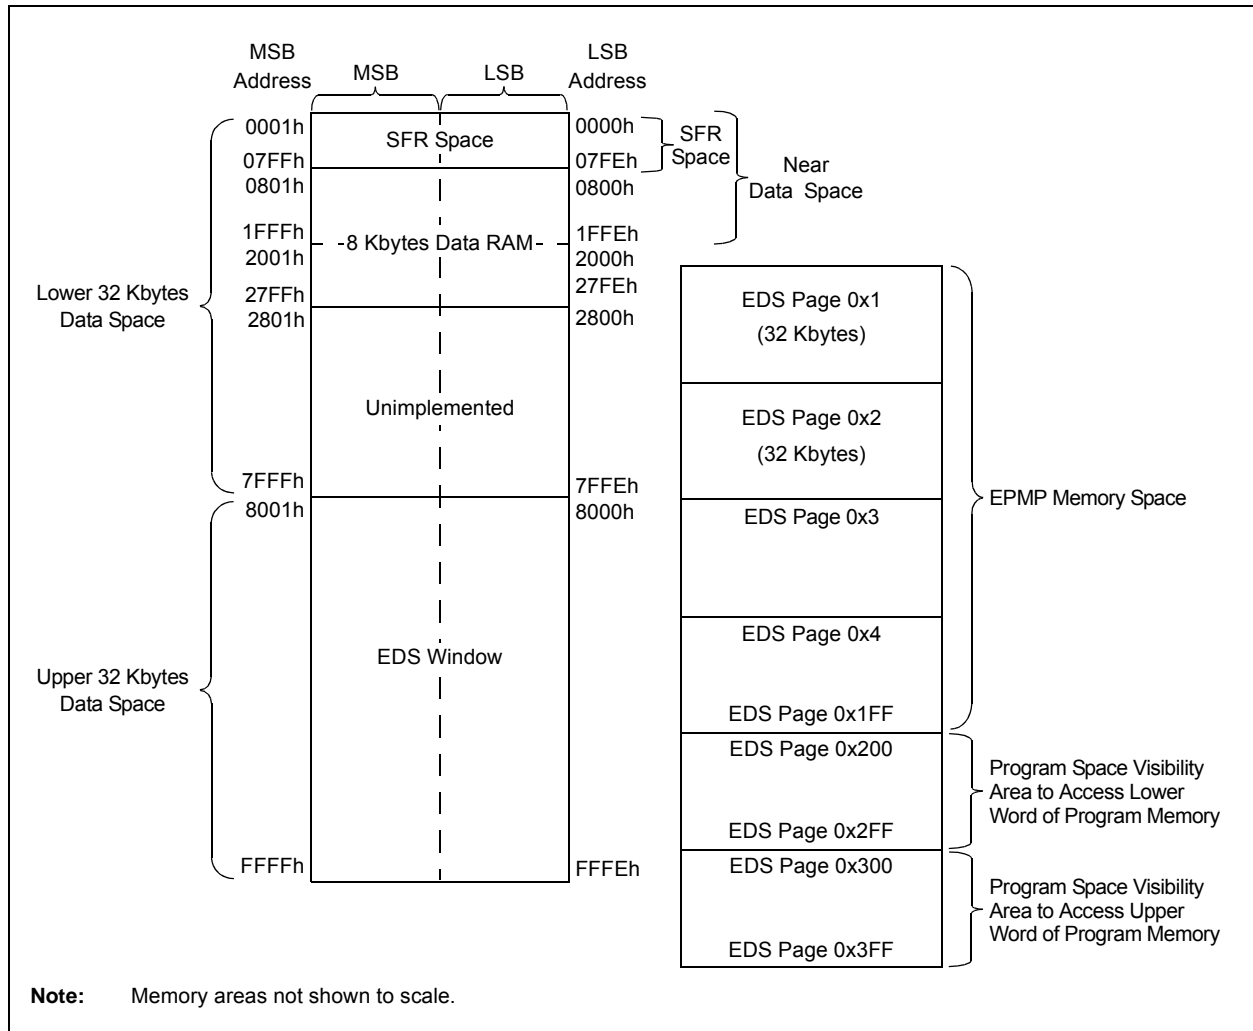 MSB
Address
MSB
LSB
LSB
Address
0001h
07FFh
0801h
1FFFh
2001h
27FFh
2801h
7FFFh
8001h
FFFFh
SFR Space
8 Kbytes Data RAM
Unimplemented
EDS Window
0000h
07FEh
0800h
1FFEh
2000h
27FEh
2800h
7FFEh
8000h
FFFEh
SFR
Space
Near
Data Space
Lower 32 Kbytes
Data Space
Upper 32 Kbytes
Data Space
EDS Page 0x1
(32 Kbytes)
EDS Page 0x2
(32 Kbytes)
EDS Page 0x3
EDS Page 0x4
EDS Page 0x1FF
EDS Page 0x200
EDS Page 0x2FF
EDS Page 0x300
EDS Page 0x3FF
EPMP Memory Space
Program Space Visibility
Area to Access Lower
Word of Program Memory
Program Space Visibility
Area to Access Upper
Word of Program Memory
Note: Memory areas not shown to scale.